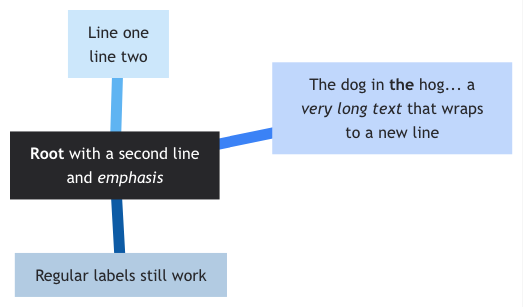 Line one
line two
The dog in the hog... a
very long text that wraps
to a new line
Root with a second line
and emphasis
Regular labels still work